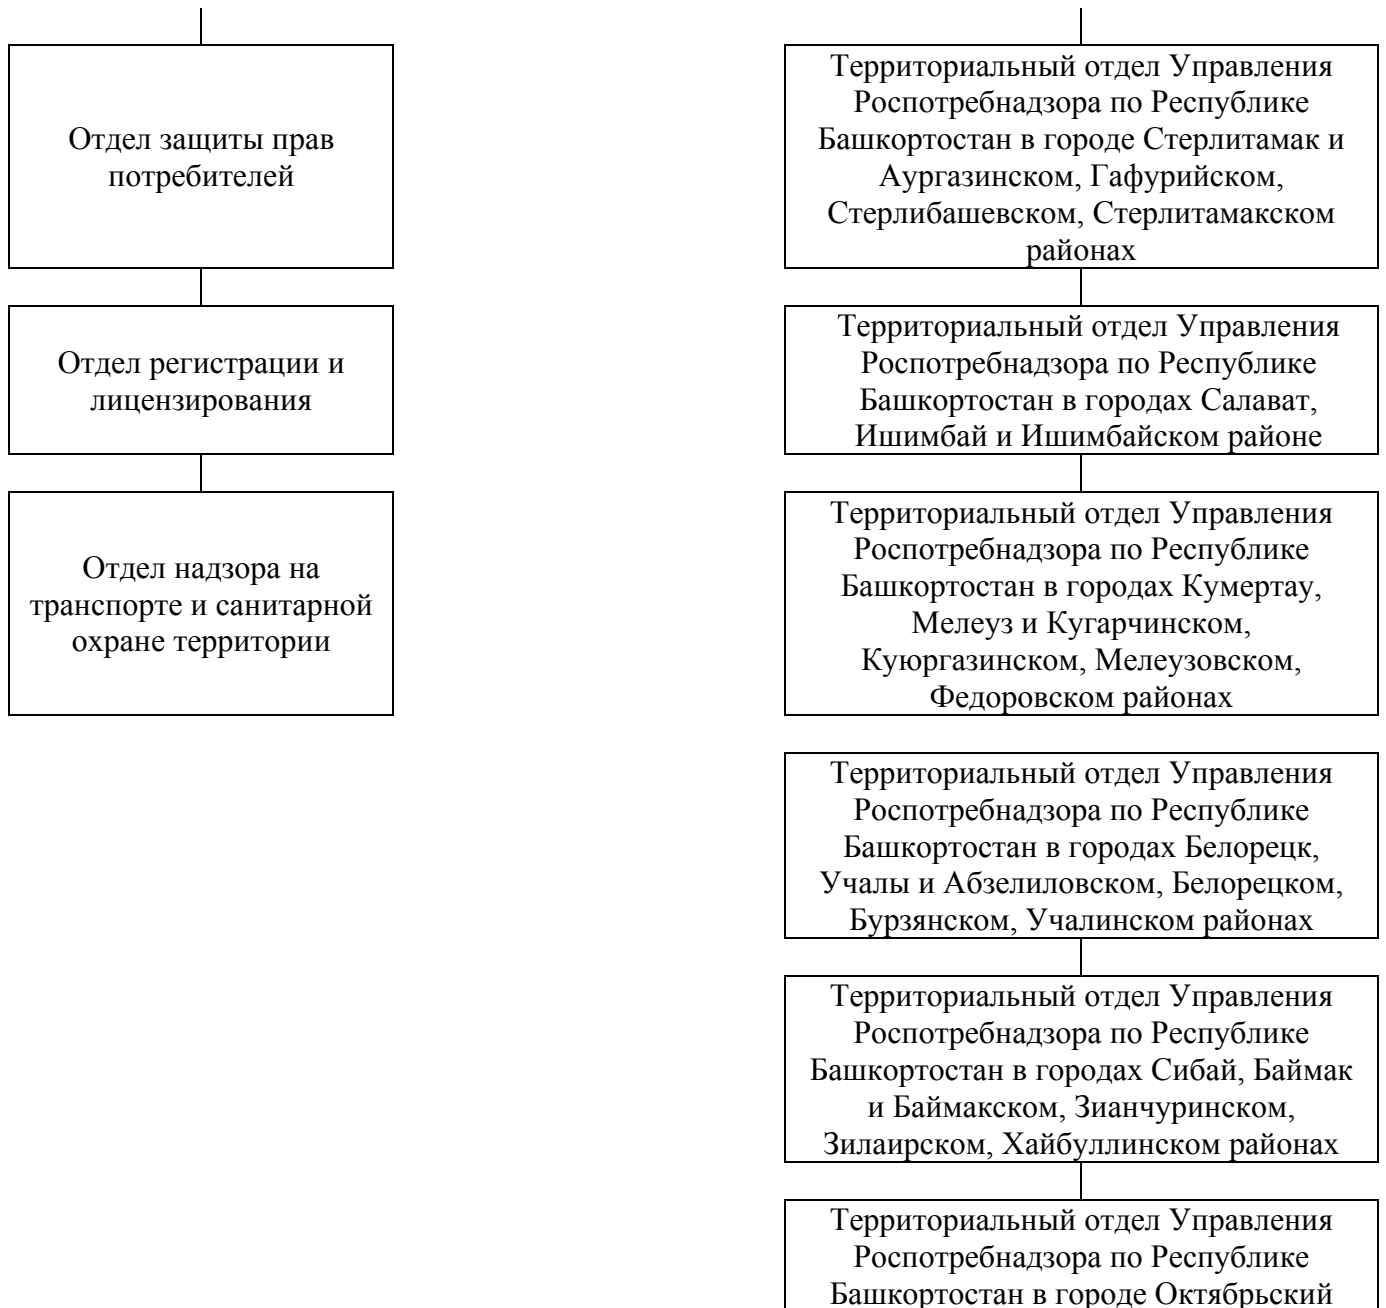 Отдел защиты прав
потребителей
Отдел регистрации и
лицензирования
Отдел надзора на
транспорте и санитарной
охране территории
Территориальный отдел Управления
Роспотребнадзора по Республике
Башкортостан в городе Стерлитамак и
Аургазинском, Гафурийском,
Стерлибашевском, Стерлитамакском
районах
Территориальный отдел Управления
Роспотребнадзора по Республике
Башкортостан в городах Салават,
Ишимбай и Ишимбайском районе
Территориальный отдел Управления
Роспотребнадзора по Республике
Башкортостан в городах Кумертау,
Мелеуз и Кугарчинском,
Куюргазинском, Мелеузовском,
Федоровском районах
Территориальный отдел Управления
Роспотребнадзора по Республике
Башкортостан в городах Белорецк,
Учалы и Абзелиловском, Белорецком,
Бурзянском, Учалинском районах
Территориальный отдел Управления
Роспотребнадзора по Республике
Башкортостан в городах Сибай, Баймак
и Баймакском, Зианчуринском,
Зилаирском, Хайбуллинском районах
Территориальный отдел Управления
Роспотребнадзора по Республике
Башкортостан в городе Октябрьский